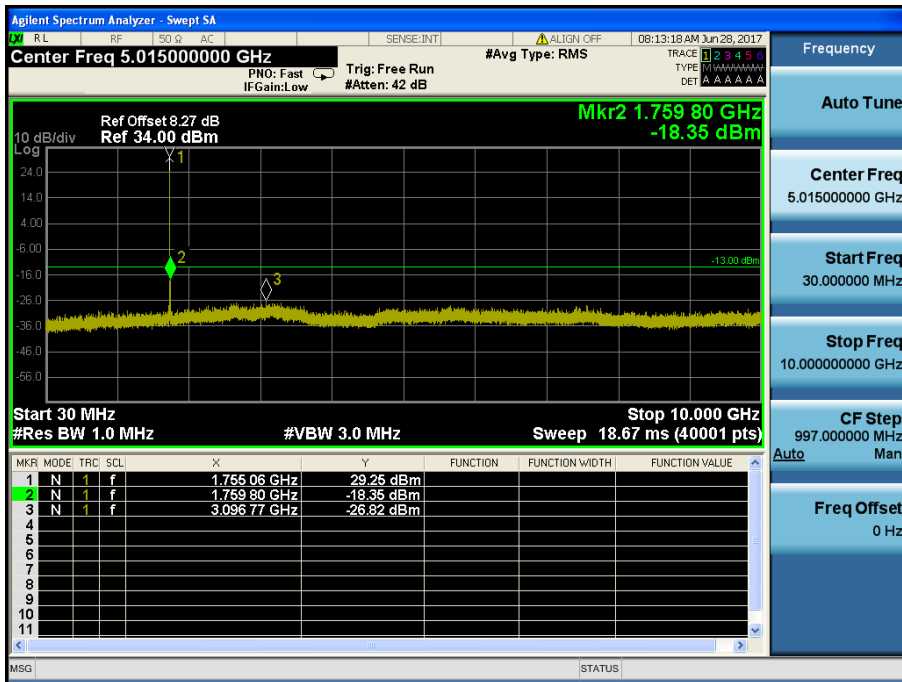 Agilent Spectrum Analyzer - Swept SA
LXI RL RF 50 Ω AC SENSE:INT ALIGN OFF 08:13:18 AM Jun 28, 2017
Center Freq 5.015000000 GHz #Avg Type: RMS TRACE 1 2 3 4 5 6
PNO: Fast Trig: Free Run TYPE MWWWWW
IFGain:Low #Atten: 42 dB DET A A A A A A
Frequency
Auto Tune
Center Freq
5.015000000 GHz
Start Freq
30.000000 MHz
Stop Freq
10.000000000 GHz
CF Step
997.000000 MHz
Auto Man
Freq Offset
0 Hz
Mkr2 1.759 80 GHz
-18.35 dBm
Ref Offset 8.27 dB
10 dB/div Ref 34.00 dBm
Log
1
24.0
14.0
4.00
-6.00
2
-13.00 dBm
-16.0
3
-26.0
-36.0
-46.0
-56.0
Start 30 MHz Stop 10.000 GHz
#Res BW 1.0 MHz #VBW 3.0 MHz Sweep 18.67 ms (40001 pts)
MKR MODE TRC SCL X Y FUNCTION FUNCTION WIDTH FUNCTION VALUE
1 N 1 f 1.755 06 GHz 29.25 dBm
2 N 1 f 1.759 80 GHz -18.35 dBm
3 N 1 f 3.096 77 GHz -26.82 dBm
4
5
6
7
8
9
10
11
MSG STATUS